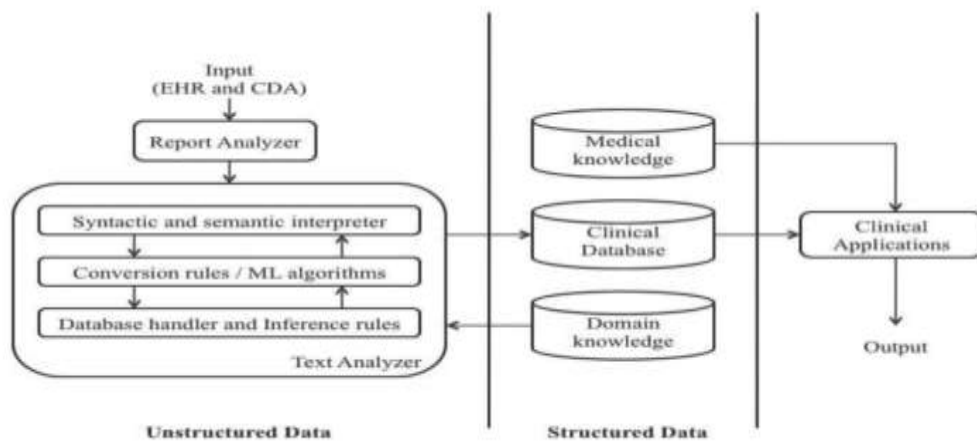 Input
(EHR and CDA)
Report Analyzer
Syntactic and semantic interpreter
Conversion rules / ML algorithms
Database handler and Inference rules
Text Analyzer
Medical
knowledge
Clinical
Database
Domain
knowledge
Clinical
Applications
Output
Unstructured Data
Structured Data